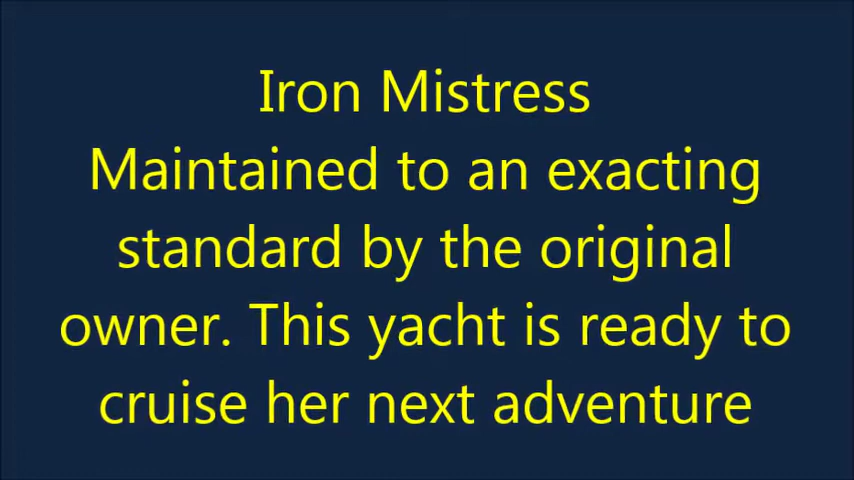 Iron Mistress
Maintained to an exacting
standard by the original
owner. This yacht is ready to
cruise her next adventure